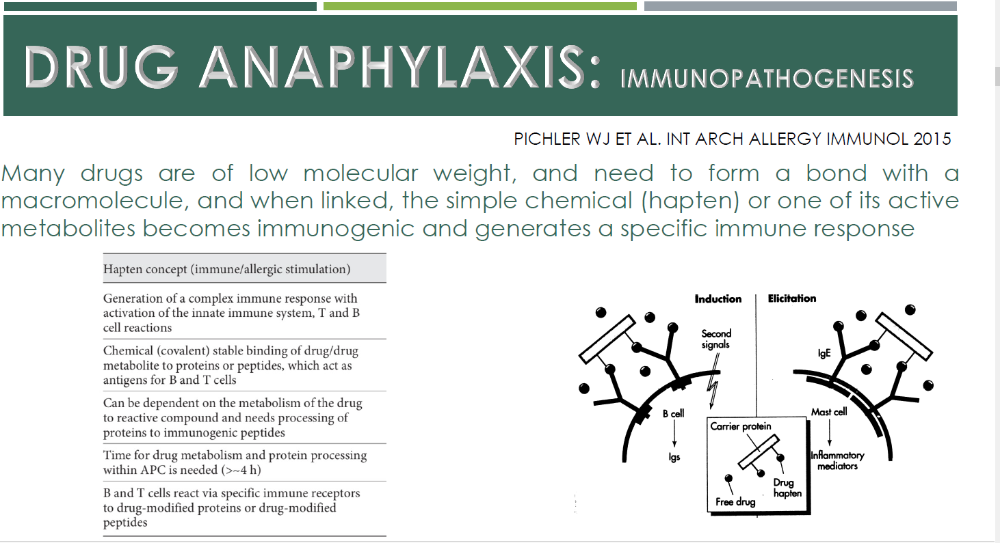 DRUG ANAPHYLAXIS: IMMUNOPATHOGENESIS
PICHLER WJ ET AL. INT ARCH ALLERGY IMMUNOL 2015
Many drugs are of low molecular weight, and need to form a bond with a
macromolecule, and when linked, the simple chemical (hapten) or one of its active
metabolites becomes immunogenic and generates a specific immune response
Hapten concept (immune/allergic stimulation)
Generation of a complex immune response with
activation of the innate immune system, T and B
cell reactions
Chemical (covalent) stable binding of drug/drug
metabolite to proteins or peptides, which act as
antigens for B and T cells
Can be dependent on the metabolism of the drug
to reactive compound and needs processing of
proteins to immunogenic peptides
Time for drug metabolism and protein processing
within APC is needed (>~4 h)
B and T cells react via specific immune receptors
to drug-modified proteins or drug-modified
peptides
Induction
Elicitation
Second
signals
IgE
B cell
Igs
Mast cell
Inflammatory
mediators
Carrier protein
Drug
hapten
Free drug